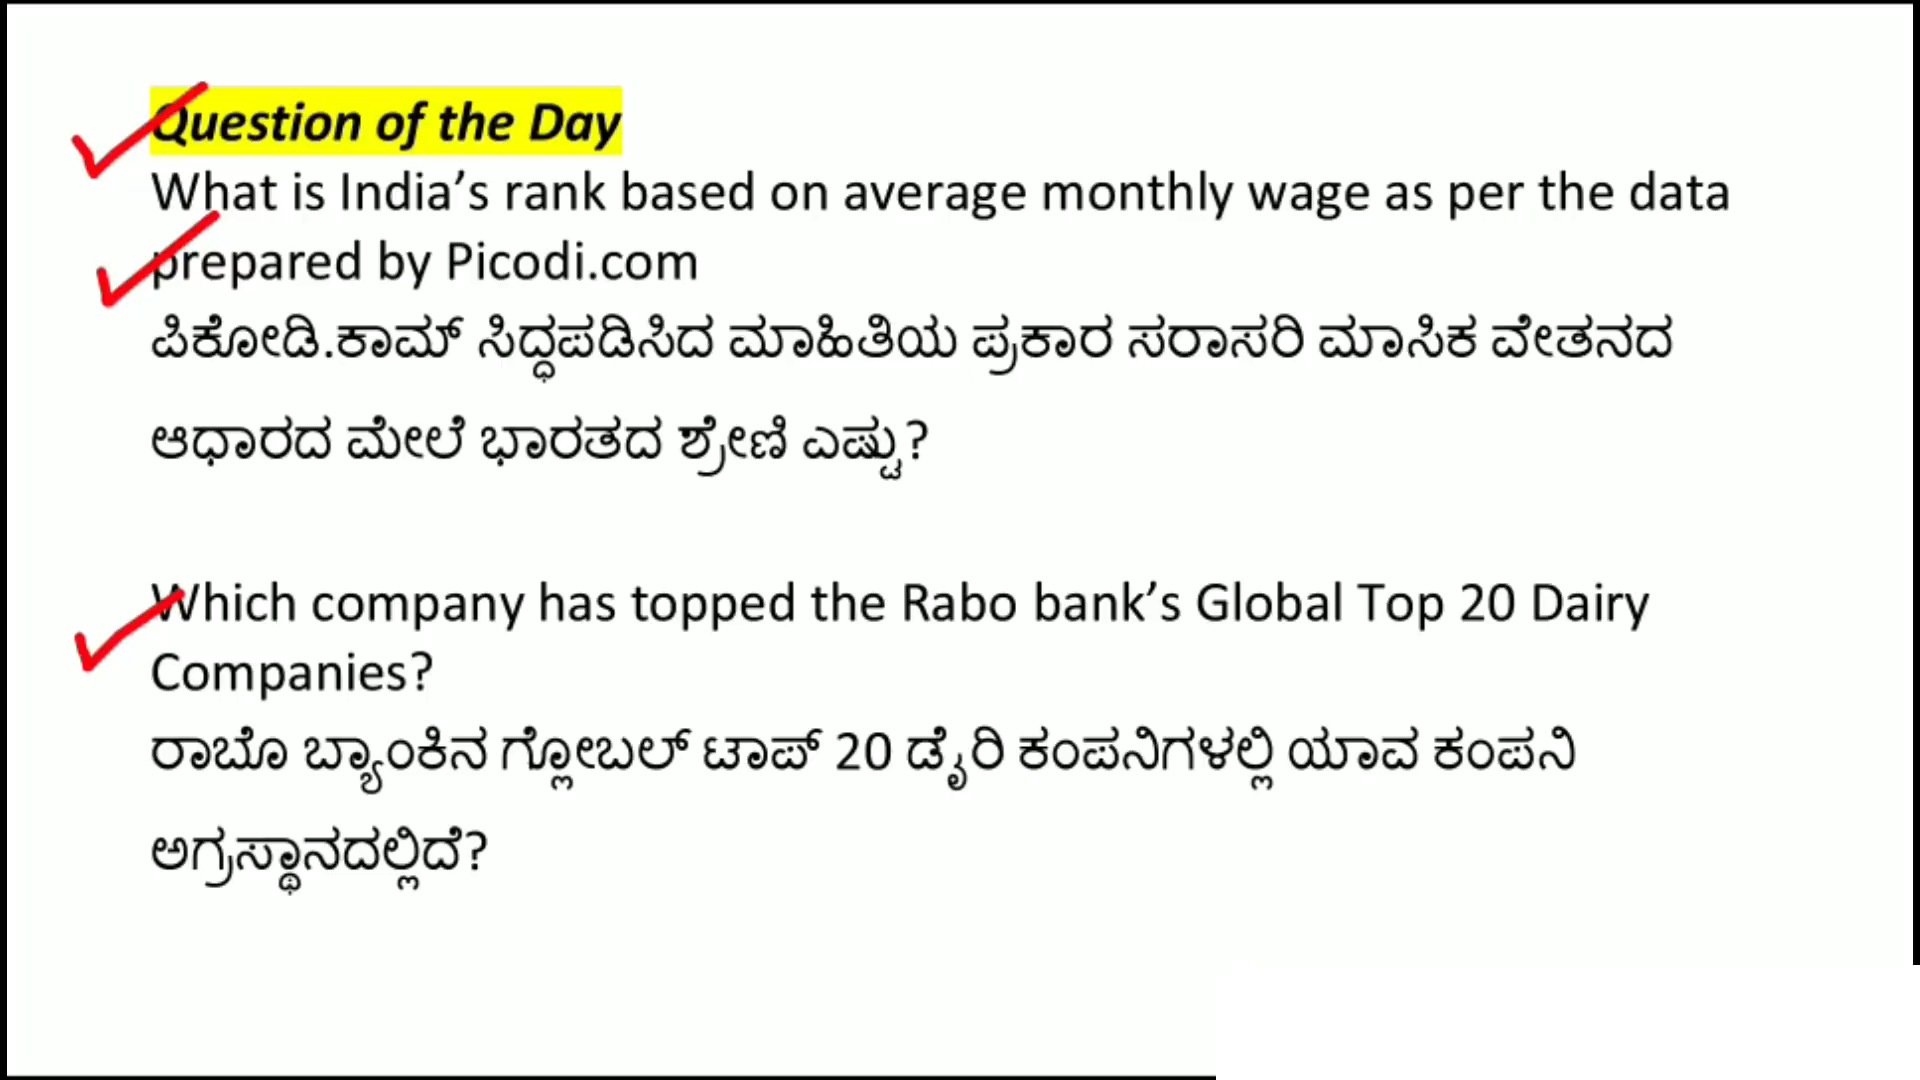 Question of the Day
What is India’s rank based on average monthly wage as per the data
prepared by Picodi.com
ಪಿಕೋಡಿ.ಕಾಮ್ ಸಿದ್ಧಪಡಿಸಿದ ಮಾಹಿತಿಯ ಪ್ರಕಾರ ಸರಾಸರಿ ಮಾಸಿಕ ವೇತನದ
ಆಧಾರದ ಮೇಲೆ ಭಾರತದ ಶ್ರೇಣಿ ಎಷ್ಟು?
Which company has topped the Rabo bank’s Global Top 20 Dairy
Companies?
ರಾಬೊ ಬ್ಯಾಂಕಿನ ಗ್ಲೋಬಲ್ ಟಾಪ್ 20 ಡೈರಿ ಕಂಪನಿಗಳಲ್ಲಿ ಯಾವ ಕಂಪನಿ
ಅಗ್ರಸ್ಥಾನದಲ್ಲಿದೆ?